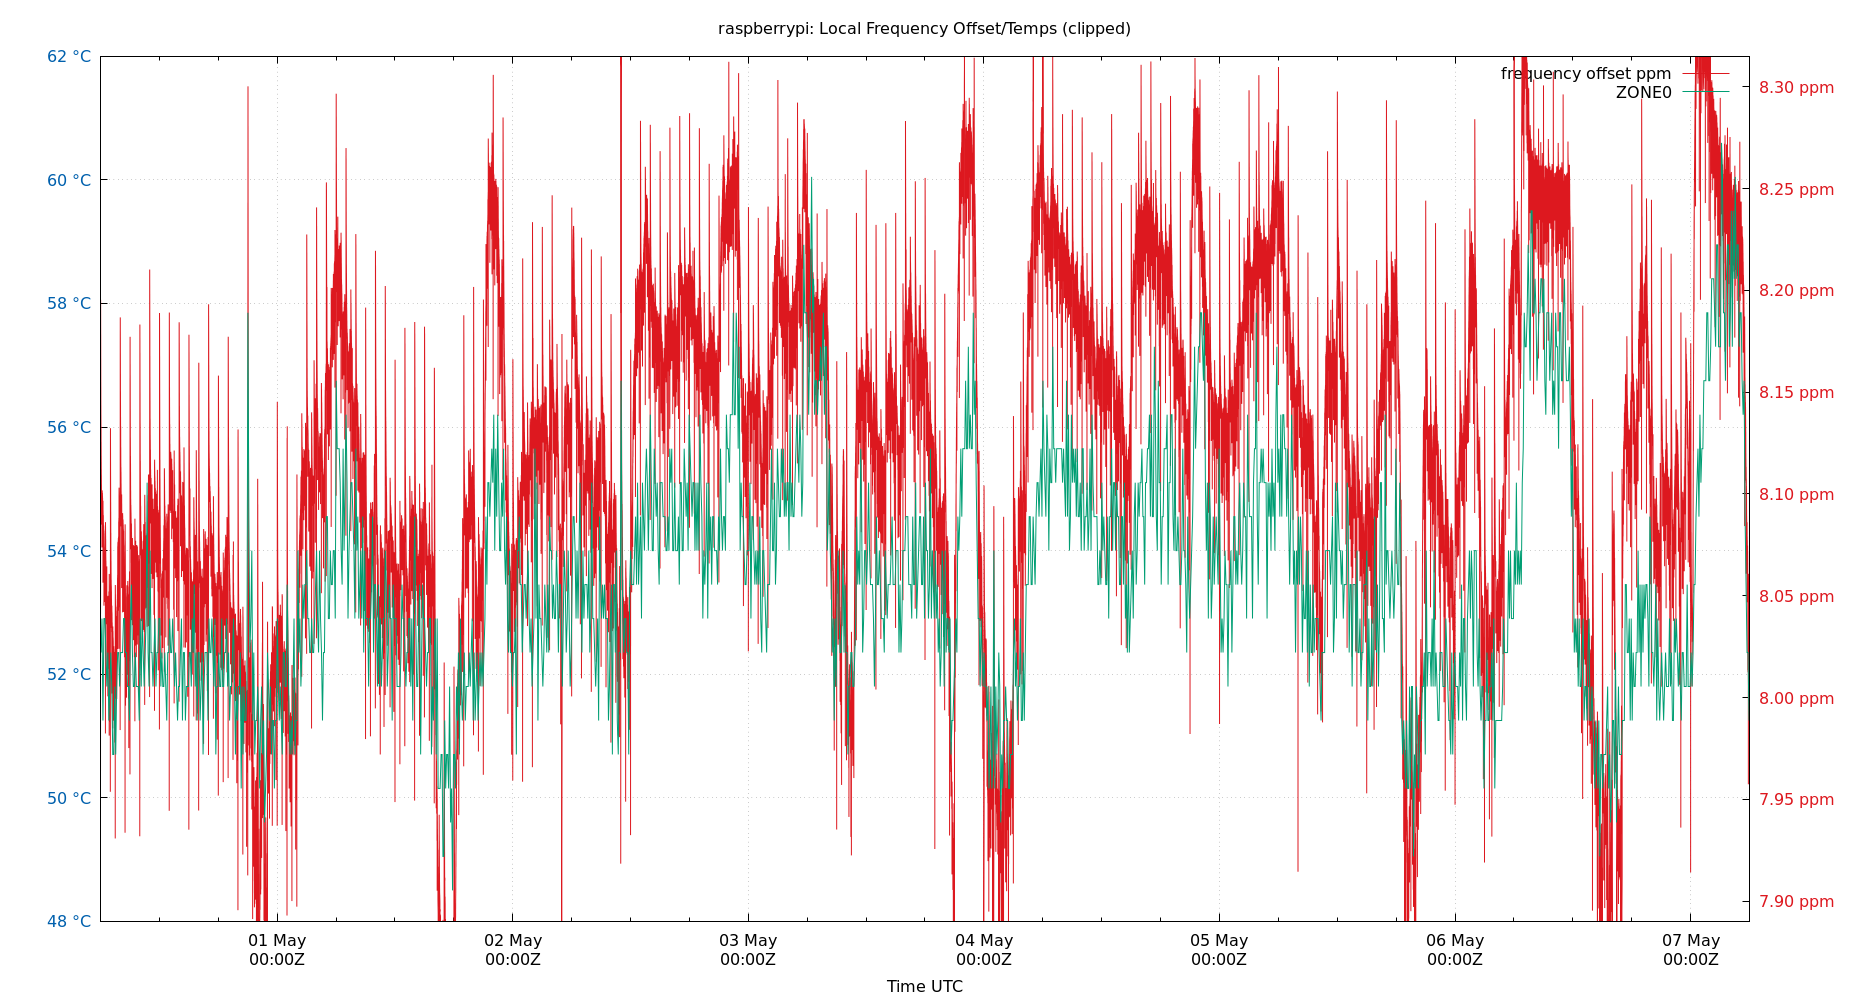 raspberrypi: Local Frequency Offset/Temps (clipped)
62 °C
60 °C
58 °C
56 °C
54 °C
52 °C
50 °C
48 °C
frequency offset ppm
ZONE0
8.30 ppm
8.25 ppm
8.20 ppm
8.15 ppm
8.10 ppm
8.05 ppm
8.00 ppm
7.95 ppm
7.90 ppm
01 May
00:00Z
02 May
00:00Z
03 May
00:00Z
04 May
00:00Z
05 May
00:00Z
06 May
00:00Z
07 May
00:00Z
Time UTC